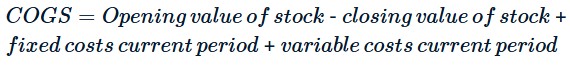 COGS = Opening value of stock - closing value of stock +
fixed costs current period + variable costs current period